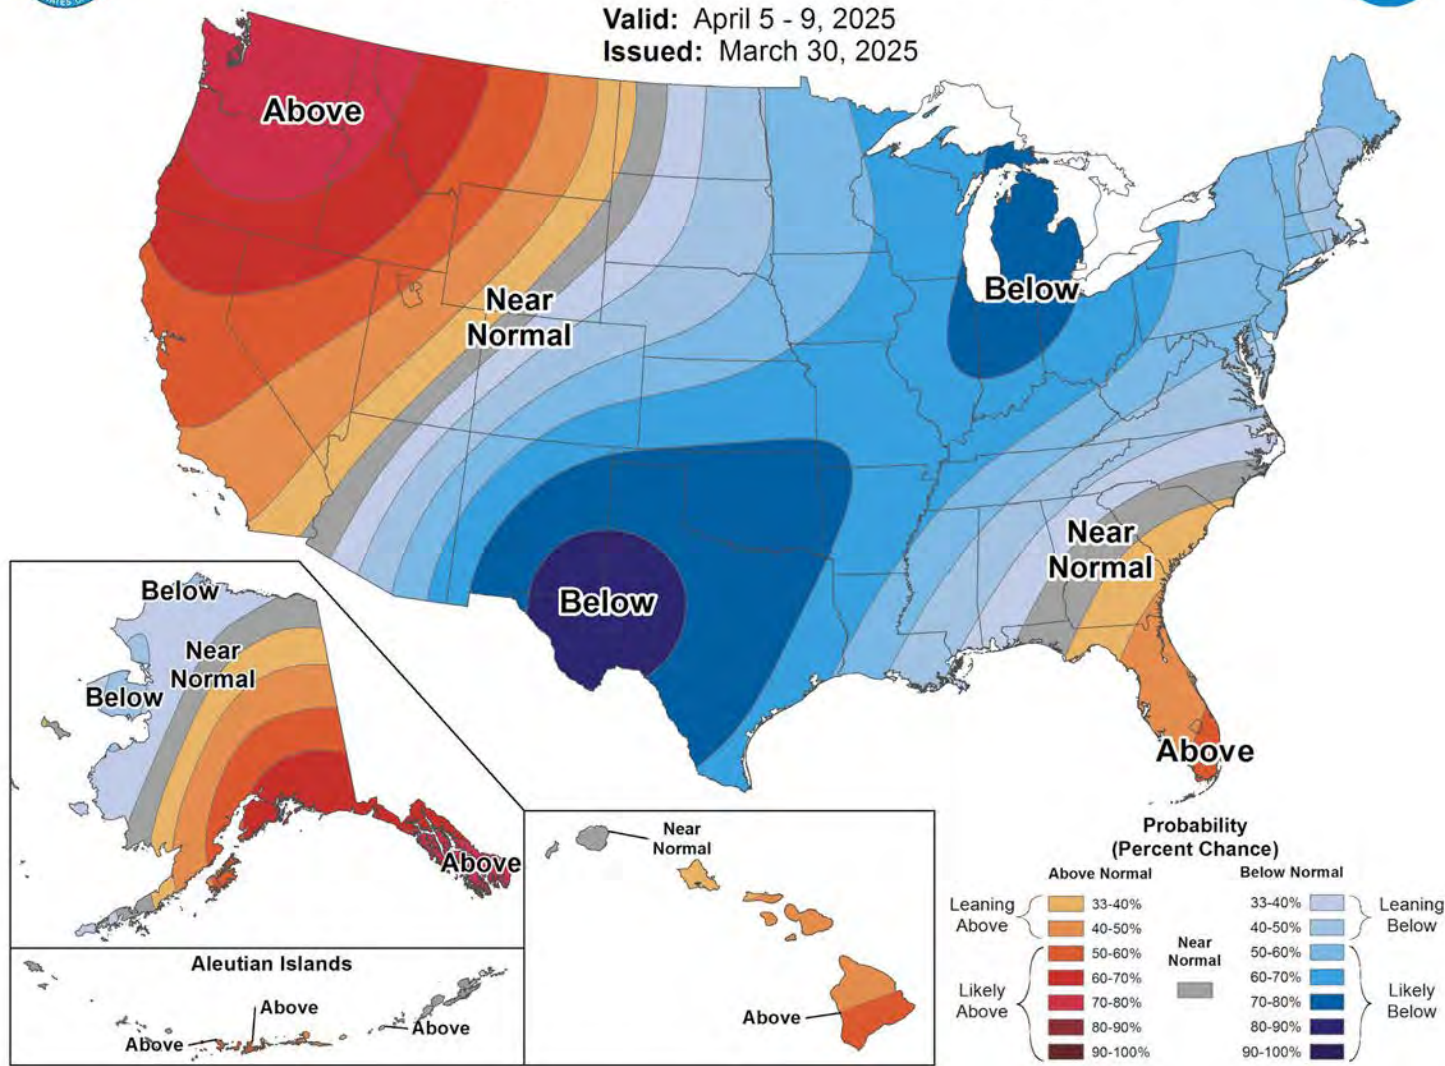 Valid: April 5 - 9, 2025
Issued: March 30, 2025
Above
Near
Normal
Below
Below
Near
Normal
Above
Below
Near
Normal
Below
Above
Near
Normal
Above
Aleutian Islands
Above
Above
Above
Probability
(Percent Chance)
Above Normal
Below Normal
Leaning
Above
33-40%
40-50%
50-60%
60-70%
70-80%
80-90%
90-100%
Likely
Above
Near
Normal
33-40%
40-50%
50-60%
60-70%
70-80%
80-90%
90-100%
Leaning
Below
Likely
Below